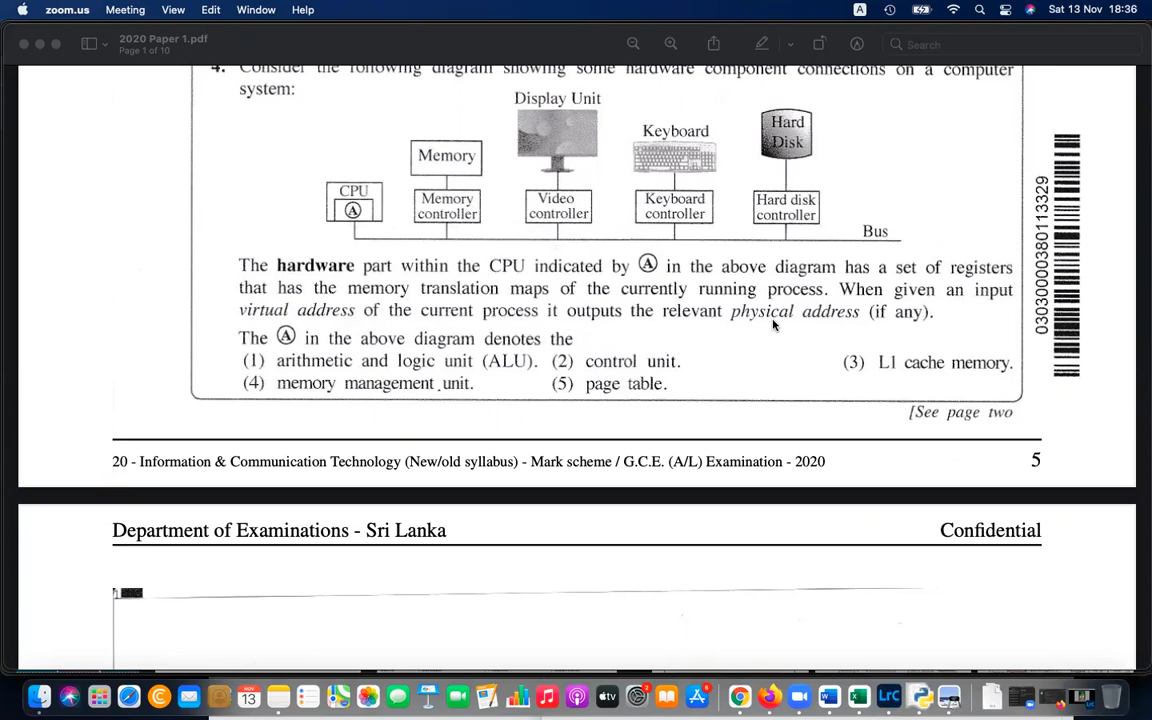 zoom.us Meeting View Edit Window Help A Sat 13 Nov 18:36
2020 Paper 1.pdf
Page 1 of 10
Search
4. Consider the following diagram showing some hardware component connections on a computer
system:
Display Unit
Keyboard
Hard
Disk
Memory
CPU
A
Memory
controller
Video
controller
Keyboard
controller
Hard disk
controller
Bus
The hardware part within the CPU indicated by Ⓐ in the above diagram has a set of registers
that has the memory translation maps of the currently running process. When given an input
virtual address of the current process it outputs the relevant physical address (if any).
The Ⓐ in the above diagram denotes the
(1) arithmetic and logic unit (ALU). (2) control unit. (3) L1 cache memory.
(4) memory management unit. (5) page table.
[See page two
030300000380113329
20 - Information & Communication Technology (New/old syllabus) - Mark scheme / G.C.E. (A/L) Examination - 2020 5
Department of Examinations - Sri Lanka Confidential
NOV
13
tv
W
X
LrC